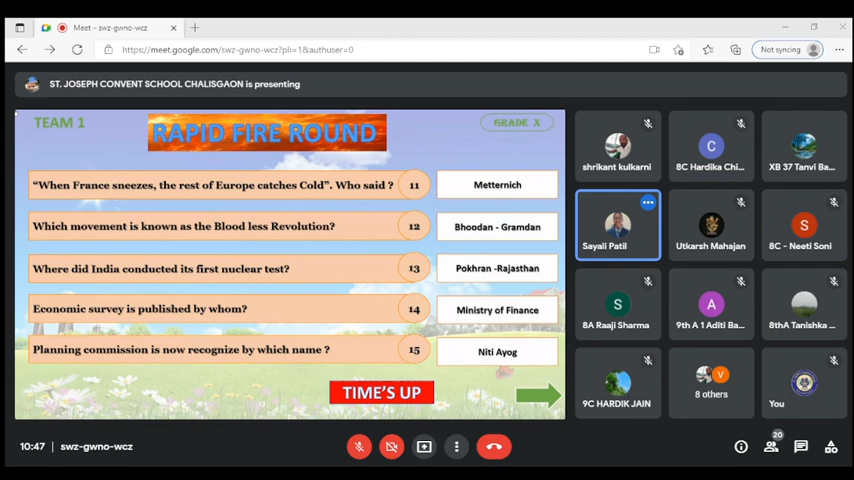 Meet – swz-gwno-wcz
https://meet.google.com/swz-gwno-wcz?pli=1&authuser=0
Not syncing
ST. JOSEPH CONVENT SCHOOL CHALISGAON is presenting
TEAM 1
RAPID FIRE ROUND
GRADE X
“When France sneezes, the rest of Europe catches Cold”. Who said ? 11 Metternich
Which movement is known as the Blood less Revolution? 12 Bhoodan - Gramdan
Where did India conducted its first nuclear test? 13 Pokhran -Rajasthan
Economic survey is published by whom? 14 Ministry of Finance
Planning commission is now recognize by which name ? 15 Niti Ayog
TIME'S UP
shrikant kulkarni
C
8C Hardika Chi...
XB 37 Tanvi Ba...
Sayali Patil
Utkarsh Mahajan
S
8C - Neeti Soni
S
8A Raaji Sharma
A
9th A 1 Aditi Ba...
8thA Tanishka ...
9C HARDIK JAIN
V
8 others
You
10:47 | swz-gwno-wcz
20